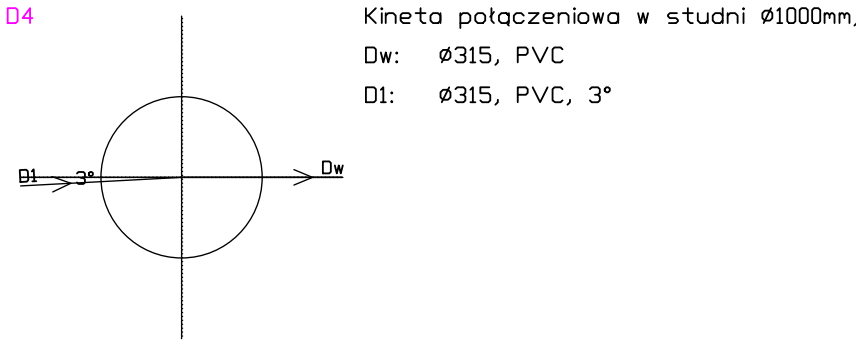 D4
Kineta połączeniowa w studni Ø1000mm,
Dw: Ø315, PVC
D1: Ø315, PVC, 3°
Dw
D1 3°